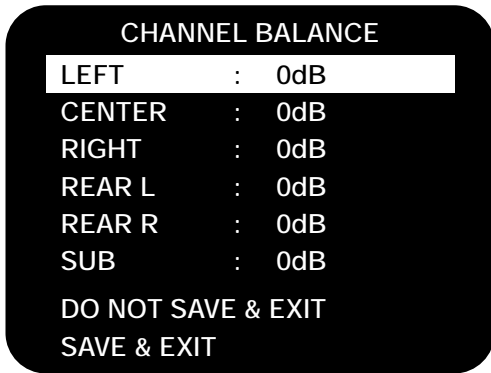 CHANNEL BALANCE
LEFT : 0dB
CENTER : 0dB
RIGHT : 0dB
REAR L : 0dB
REAR R : 0dB
SUB : 0dB
DO NOT SAVE & EXIT
SAVE & EXIT